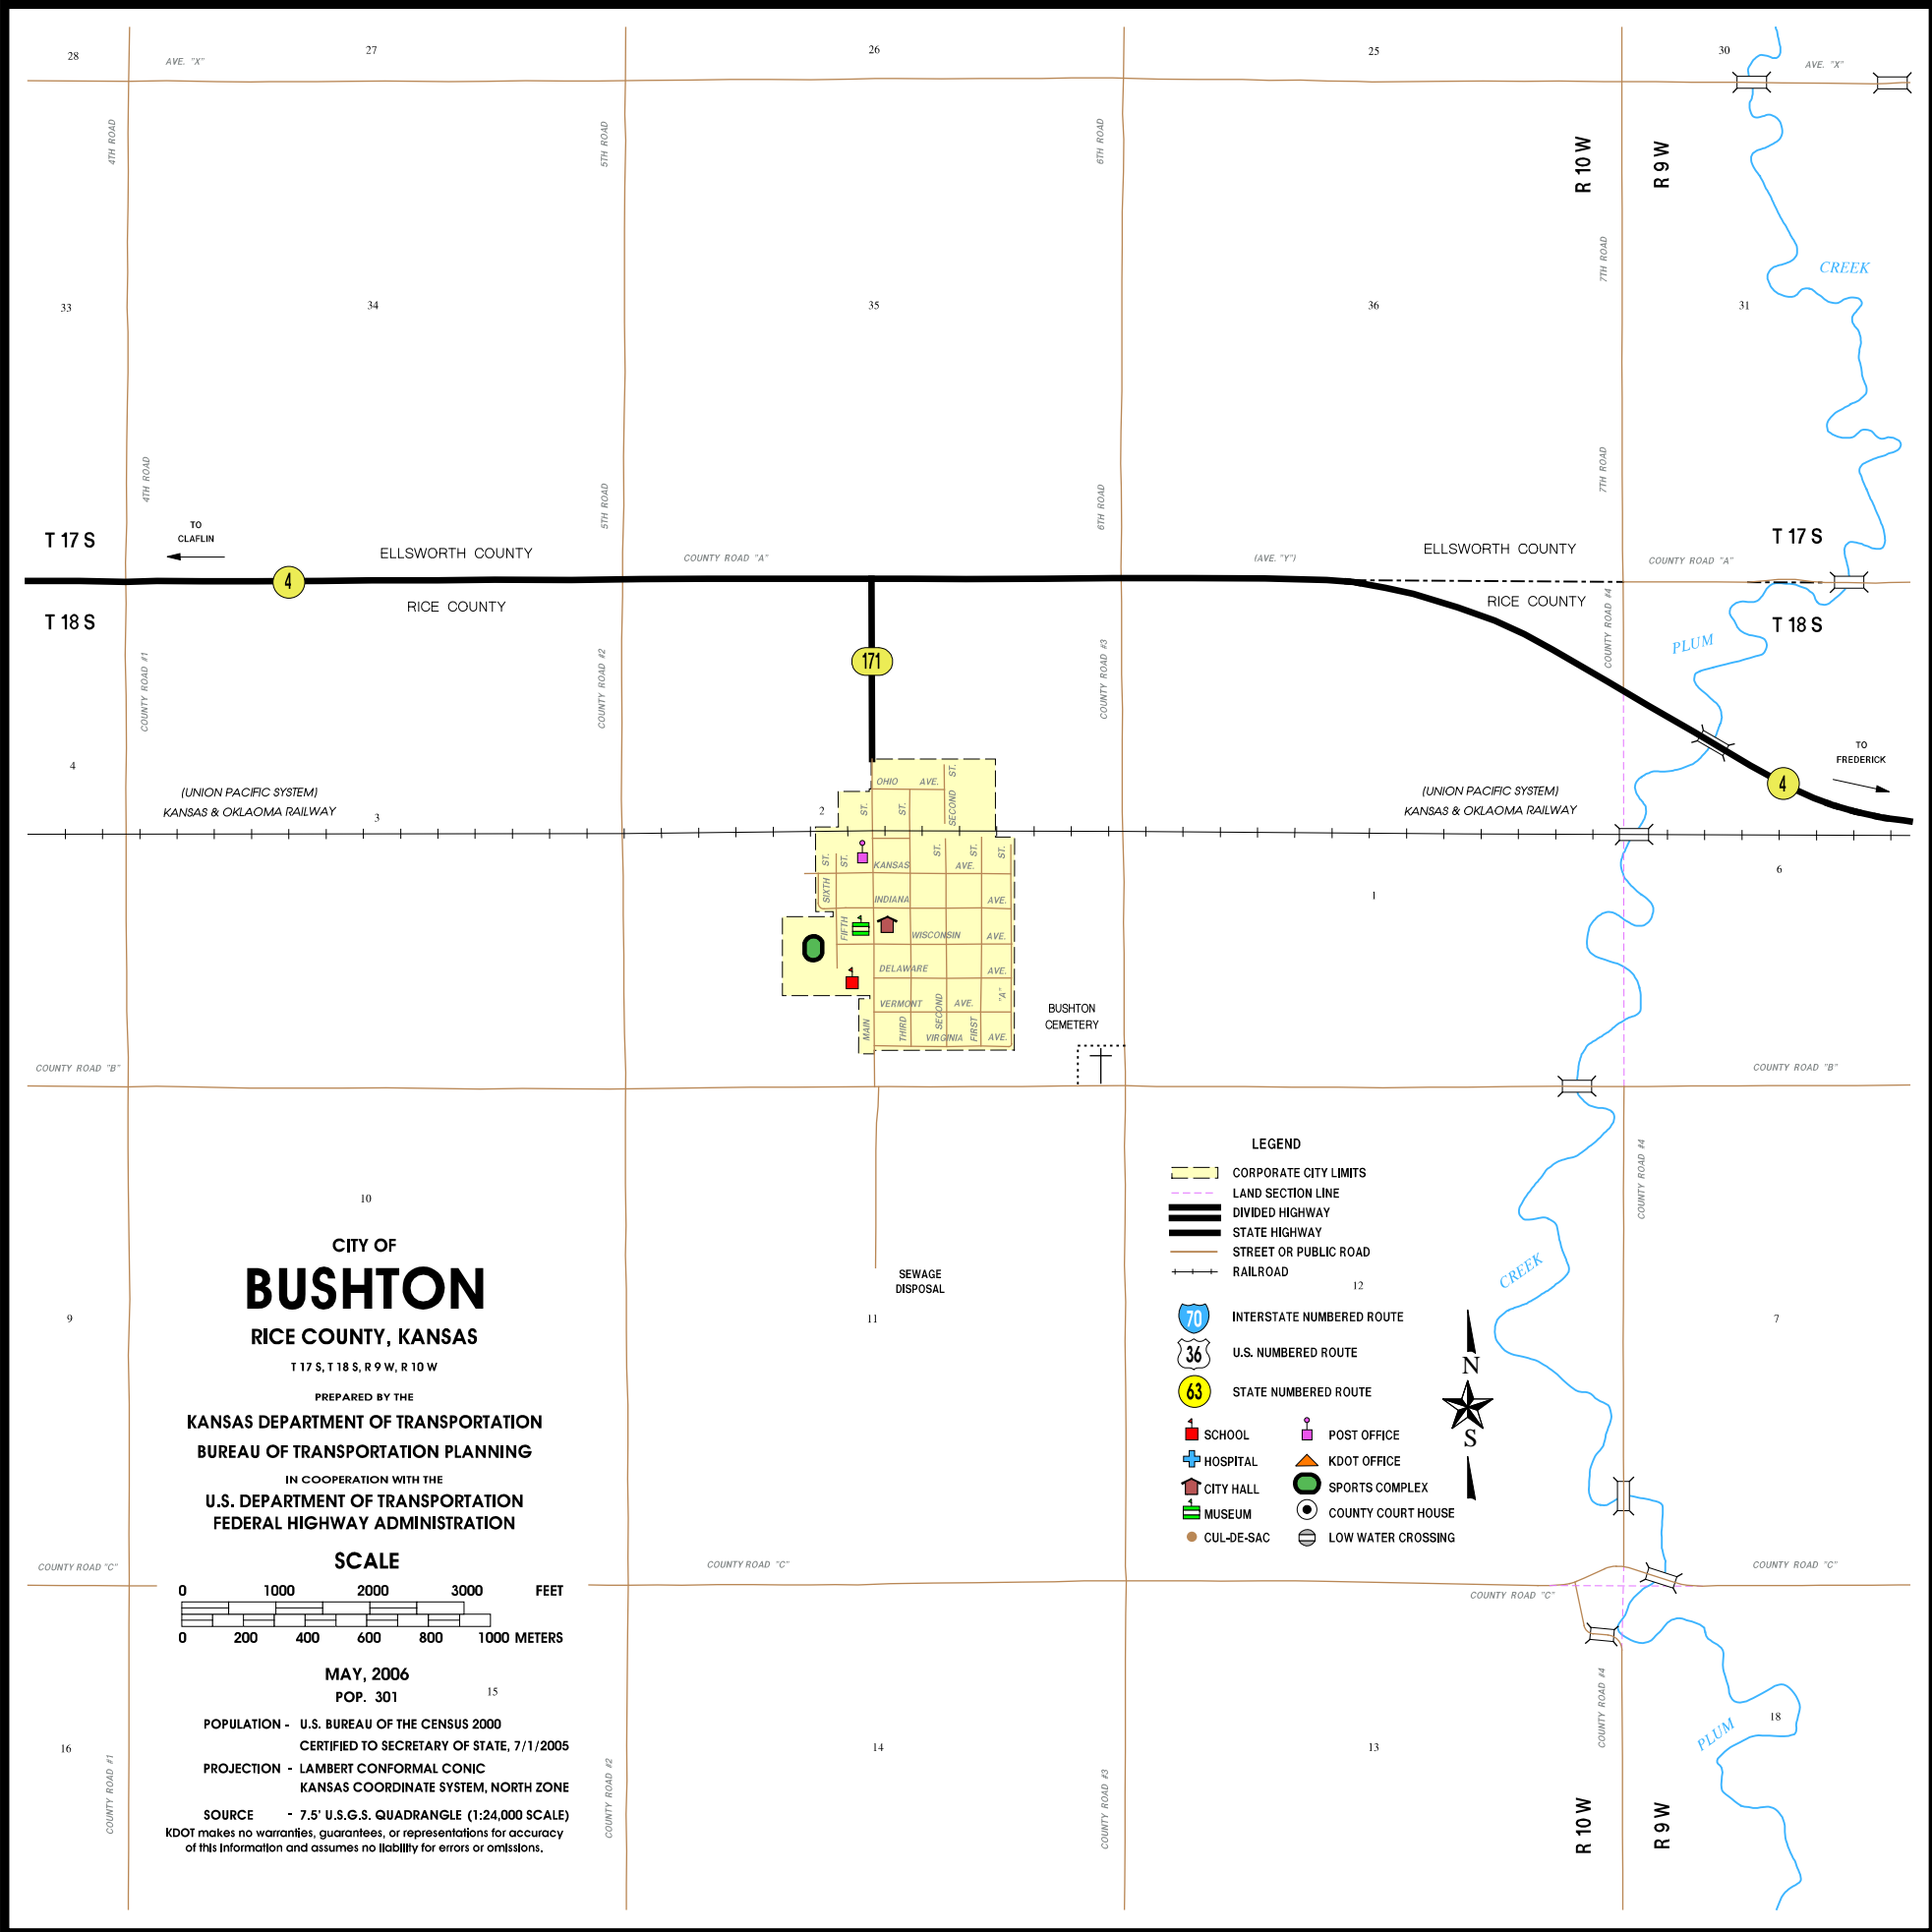 28
27
26
25
30
AVE. "X"
AVE. "X"
4TH ROAD
5TH ROAD
6TH ROAD
R 10 W
R 9 W
7TH ROAD
CREEK
33
34
35
36
31
4TH ROAD
5TH ROAD
6TH ROAD
7TH ROAD
T 17 S
TO
CLAFLIN
ELLSWORTH COUNTY
COUNTY ROAD "A"
(AVE. "Y")
ELLSWORTH COUNTY
COUNTY ROAD "A"
T 17 S
4
RICE COUNTY
RICE COUNTY
T 18 S
T 18 S
COUNTY ROAD #1
COUNTY ROAD #2
171
COUNTY ROAD #3
COUNTY ROAD #4
PLUM
4
TO
FREDERICK
4
(UNION PACIFIC SYSTEM)
KANSAS & OKLAOMA RAILWAY
3
2
(UNION PACIFIC SYSTEM)
KANSAS & OKLAOMA RAILWAY
OHIO AVE.
ST.
ST.
SECOND ST.
SIXTH ST.
FIFTH ST.
ST.
ST.
ST.
KANSAS AVE.
INDIANA AVE.
WISCONSIN AVE.
DELAWARE AVE.
VERMONT AVE.
VIRGINIA AVE.
MAIN
THIRD
SECOND
FIRST
"A"
1
6
BUSHTON
CEMETERY
COUNTY ROAD "B"
COUNTY ROAD "B"
COUNTY ROAD #4
10
9
11
12
7
SEWAGE
DISPOSAL
CREEK
CITY OF
BUSHTON
RICE COUNTY, KANSAS
T 17 S, T 18 S, R 9 W, R 10 W
PREPARED BY THE
KANSAS DEPARTMENT OF TRANSPORTATION
BUREAU OF TRANSPORTATION PLANNING
IN COOPERATION WITH THE
U.S. DEPARTMENT OF TRANSPORTATION
FEDERAL HIGHWAY ADMINISTRATION
SCALE
0 1000 2000 3000 FEET
0 200 400 600 800 1000 METERS
MAY, 2006
POP. 301
POPULATION - U.S. BUREAU OF THE CENSUS 2000
CERTIFIED TO SECRETARY OF STATE, 7/1/2005
PROJECTION - LAMBERT CONFORMAL CONIC
KANSAS COORDINATE SYSTEM, NORTH ZONE
SOURCE - 7.5' U.S.G.S. QUADRANGLE (1:24,000 SCALE)
KDOT makes no warranties, guarantees, or representations for accuracy
of this information and assumes no liability for errors or omissions.
LEGEND
CORPORATE CITY LIMITS
LAND SECTION LINE
DIVIDED HIGHWAY
STATE HIGHWAY
STREET OR PUBLIC ROAD
RAILROAD
70 INTERSTATE NUMBERED ROUTE
36 U.S. NUMBERED ROUTE
63 STATE NUMBERED ROUTE
SCHOOL
POST OFFICE
HOSPITAL
KDOT OFFICE
CITY HALL
SPORTS COMPLEX
MUSEUM
COUNTY COURT HOUSE
CUL-DE-SAC
LOW WATER CROSSING
N
S
COUNTY ROAD "C"
COUNTY ROAD "C"
COUNTY ROAD "C"
COUNTY ROAD "C"
15
16
14
13
18
COUNTY ROAD #1
COUNTY ROAD #2
COUNTY ROAD #3
COUNTY ROAD #4
PLUM
R 10 W
R 9 W